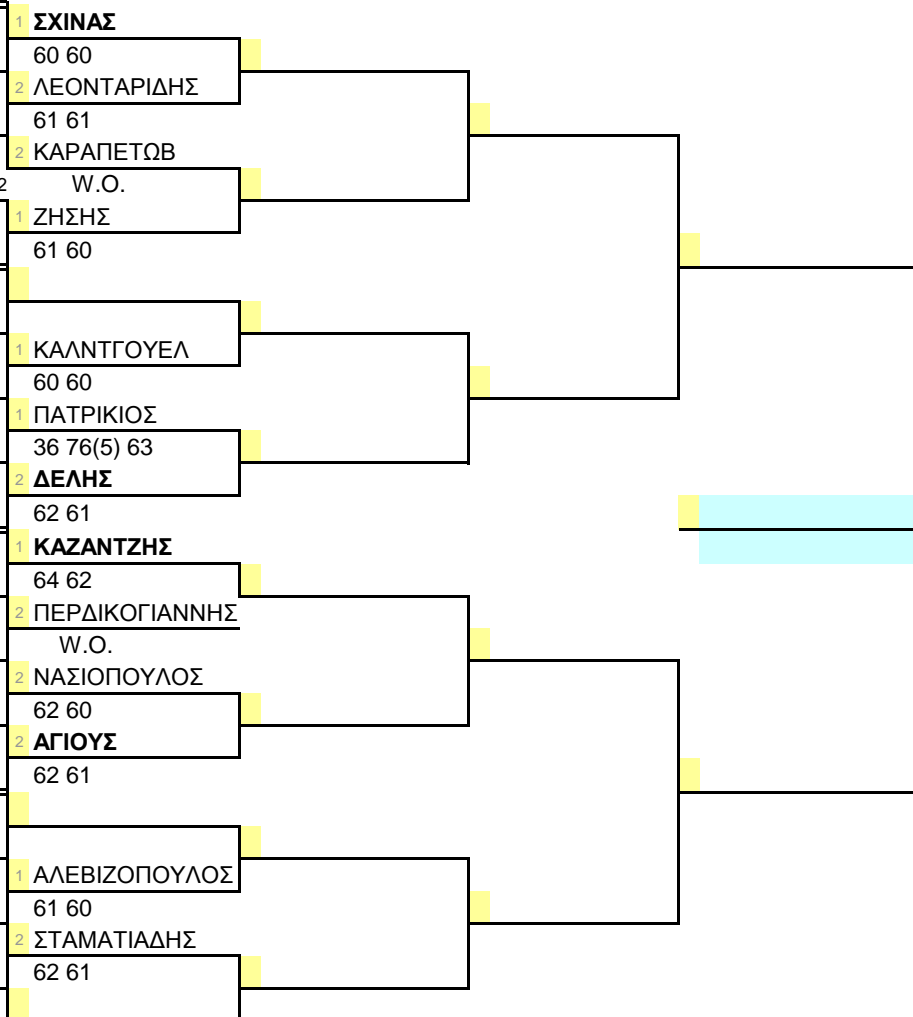 1 ΣΧΙΝΑΣ
60 60
2 ΛΕΟΝΤΑΡΙΔΗΣ
61 61
2 ΚΑΡΑΠΕΤΩΒ
2 W.O.
1 ΖΗΣΗΣ
61 60
1 ΚΑΛΝΤΓΟΥΕΛ
60 60
1 ΠΑΤΡΙΚΙΟΣ
36 76(5) 63
2 ΔΕΛΗΣ
62 61
1 ΚΑΖΑΝΤΖΗΣ
64 62
2 ΠΕΡΔΙΚΟΓΙΑΝΝΗΣ
W.O.
2 ΝΑΣΙΟΠΟΥΛΟΣ
62 60
2 ΑΓΙΟΥΣ
62 61
1 ΑΛΕΒΙΖΟΠΟΥΛΟΣ
61 60
2 ΣΤΑΜΑΤΙΑΔΗΣ
62 61